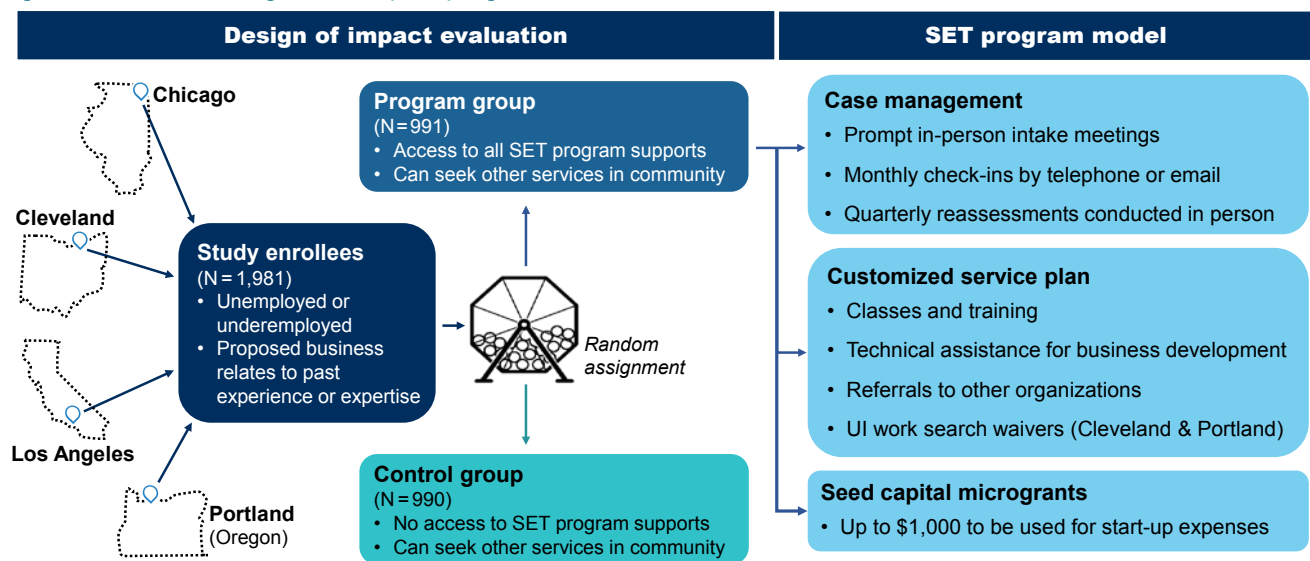 Design of impact evaluation
SET program model
Chicago
Cleveland
Los Angeles
Portland
(Oregon)
Study enrollees
(N = 1,981)
• Unemployed or
underemployed
• Proposed business
relates to past
experience or expertise
Random
assignment
Program group
(N = 991)
• Access to all SET program supports
• Can seek other services in community
Control group
(N = 990)
• No access to SET program supports
• Can seek other services in community
Case management
• Prompt in-person intake meetings
• Monthly check-ins by telephone or email
• Quarterly reassessments conducted in person
Customized service plan
• Classes and training
• Technical assistance for business development
• Referrals to other organizations
• UI work search waivers (Cleveland & Portland)
Seed capital microgrants
• Up to $1,000 to be used for start-up expenses